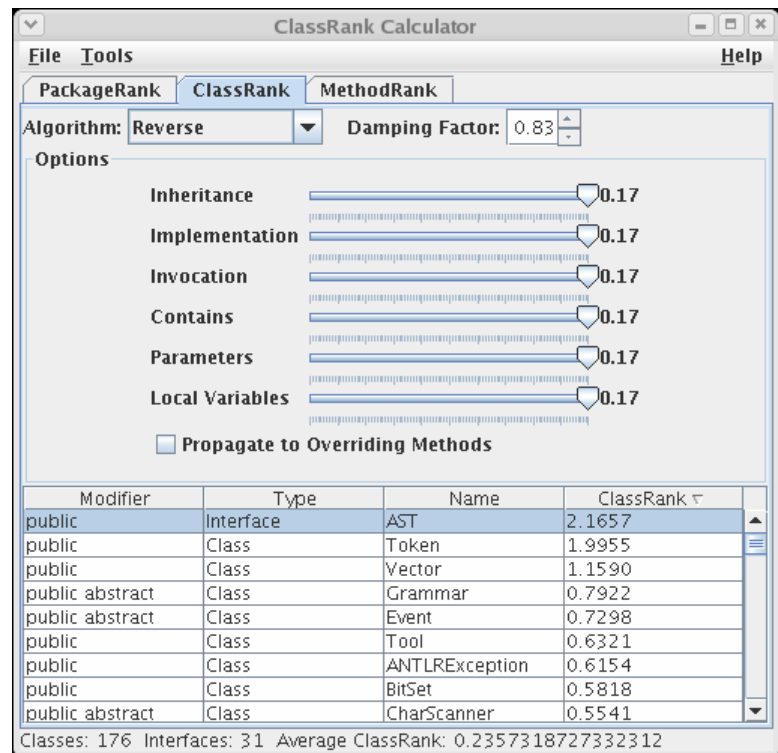 ClassRank Calculator
File Tools Help
PackageRank ClassRank MethodRank
Algorithm: Reverse Damping Factor: 0.83
Options
Inheritance 0.17
Implementation 0.17
Invocation 0.17
Contains 0.17
Parameters 0.17
Local Variables 0.17
Propagate to Overriding Methods
Modifier Type Name ClassRank
public Interface AST 2.1657
public Class Token 1.9955
public Class Vector 1.1590
public abstract Class Grammar 0.7922
public abstract Class Event 0.7298
public Class Tool 0.6321
public Class ANTLRException 0.6154
public Class BitSet 0.5818
public abstract Class CharScanner 0.5541
Classes: 176 Interfaces: 31 Average ClassRank: 0.2357318727332312